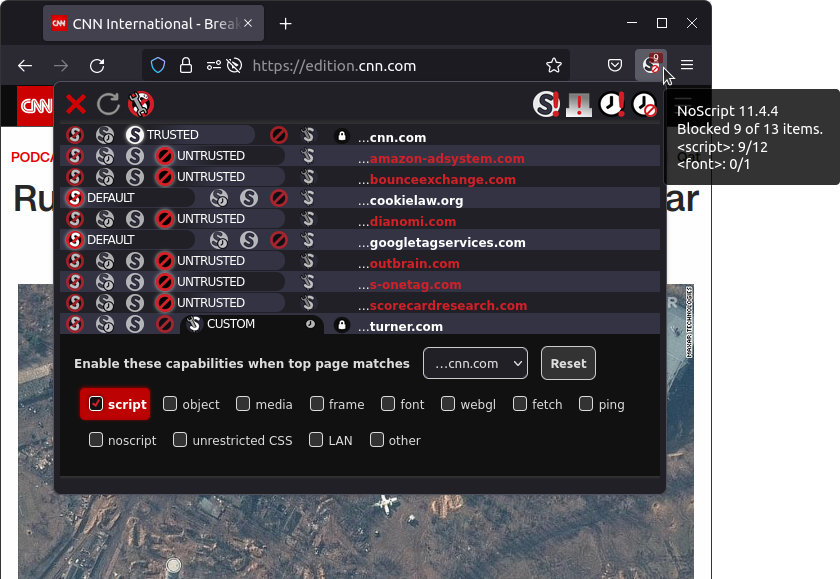 CNN
CNN International - Brea
https://edition.cnn.com
9
CNN
NoScript 11.4.4
Blocked 9 of 13 items.
<script>: 9/12
<font>: 0/1
TRUSTED
...cnn.com
UNTRUSTED
...amazon-adsystem.com
UNTRUSTED
...bounceexchange.com
DEFAULT
...cookielaw.org
UNTRUSTED
...dianomi.com
DEFAULT
...googletagservices.com
UNTRUSTED
...outbrain.com
UNTRUSTED
...s-onetag.com
UNTRUSTED
...scorecardresearch.com
CUSTOM
...turner.com
Enable these capabilities when top page matches
...cnn.com
Reset
script
object
media
frame
font
webgl
fetch
ping
noscript
unrestricted CSS
LAN
other
PODCA
Ru
ar
R
MAXAR TECHNOLOGIES